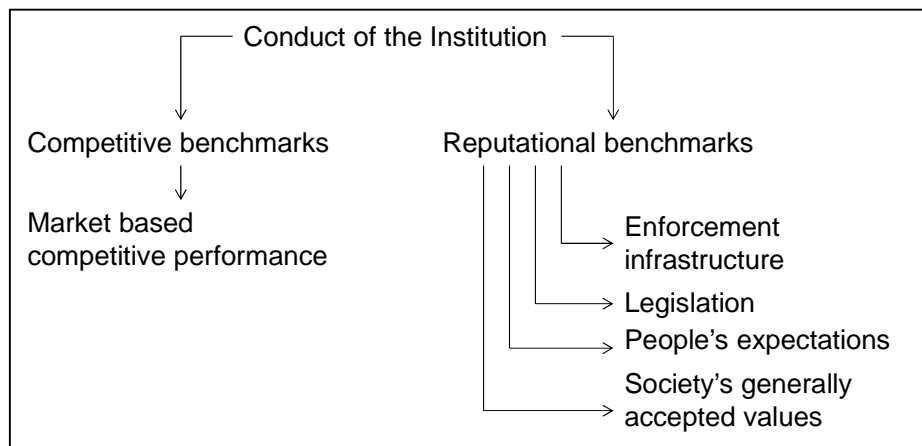 Conduct of the Institution
Competitive benchmarks
Market based
competitive performance
Reputational benchmarks
Enforcement
infrastructure
Legislation
People’s expectations
Society’s generally
accepted values